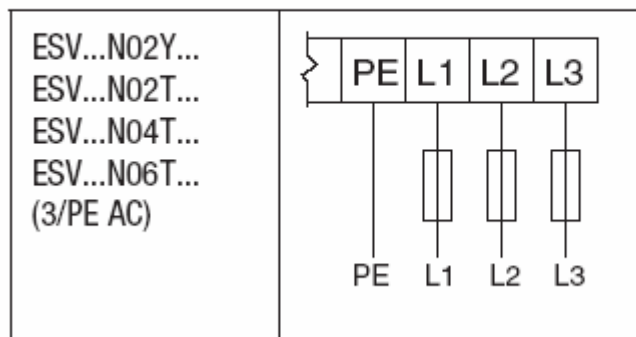 ESV...N02Y...
ESV...N02T...
ESV...N04T...
ESV...N06T...
(3/PE AC)
PE L1 L2 L3
PE L1 L2 L3